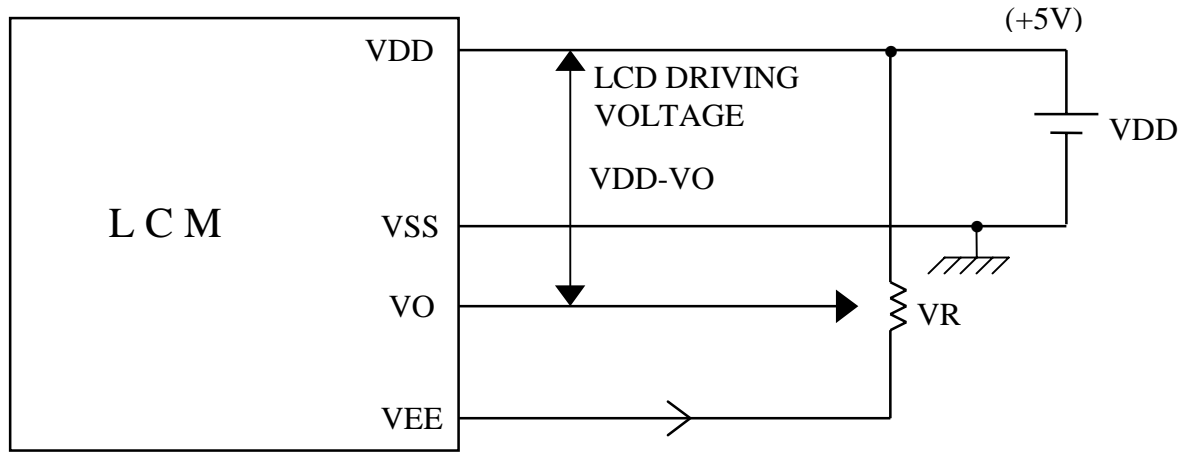 (+5V)
VDD
LCD DRIVING
VOLTAGE
VDD
VDD-VO
L C M
VSS
VO
VR
VEE